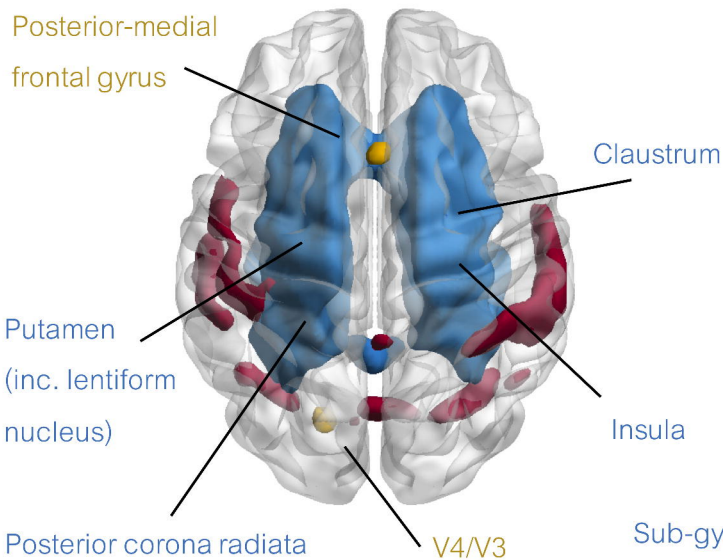 Posterior-medial
frontal gyrus
Claustrum
Putamen
(inc. lentiform
nucleus)
Insula
Posterior corona radiata
V4/V3
Sub-gy